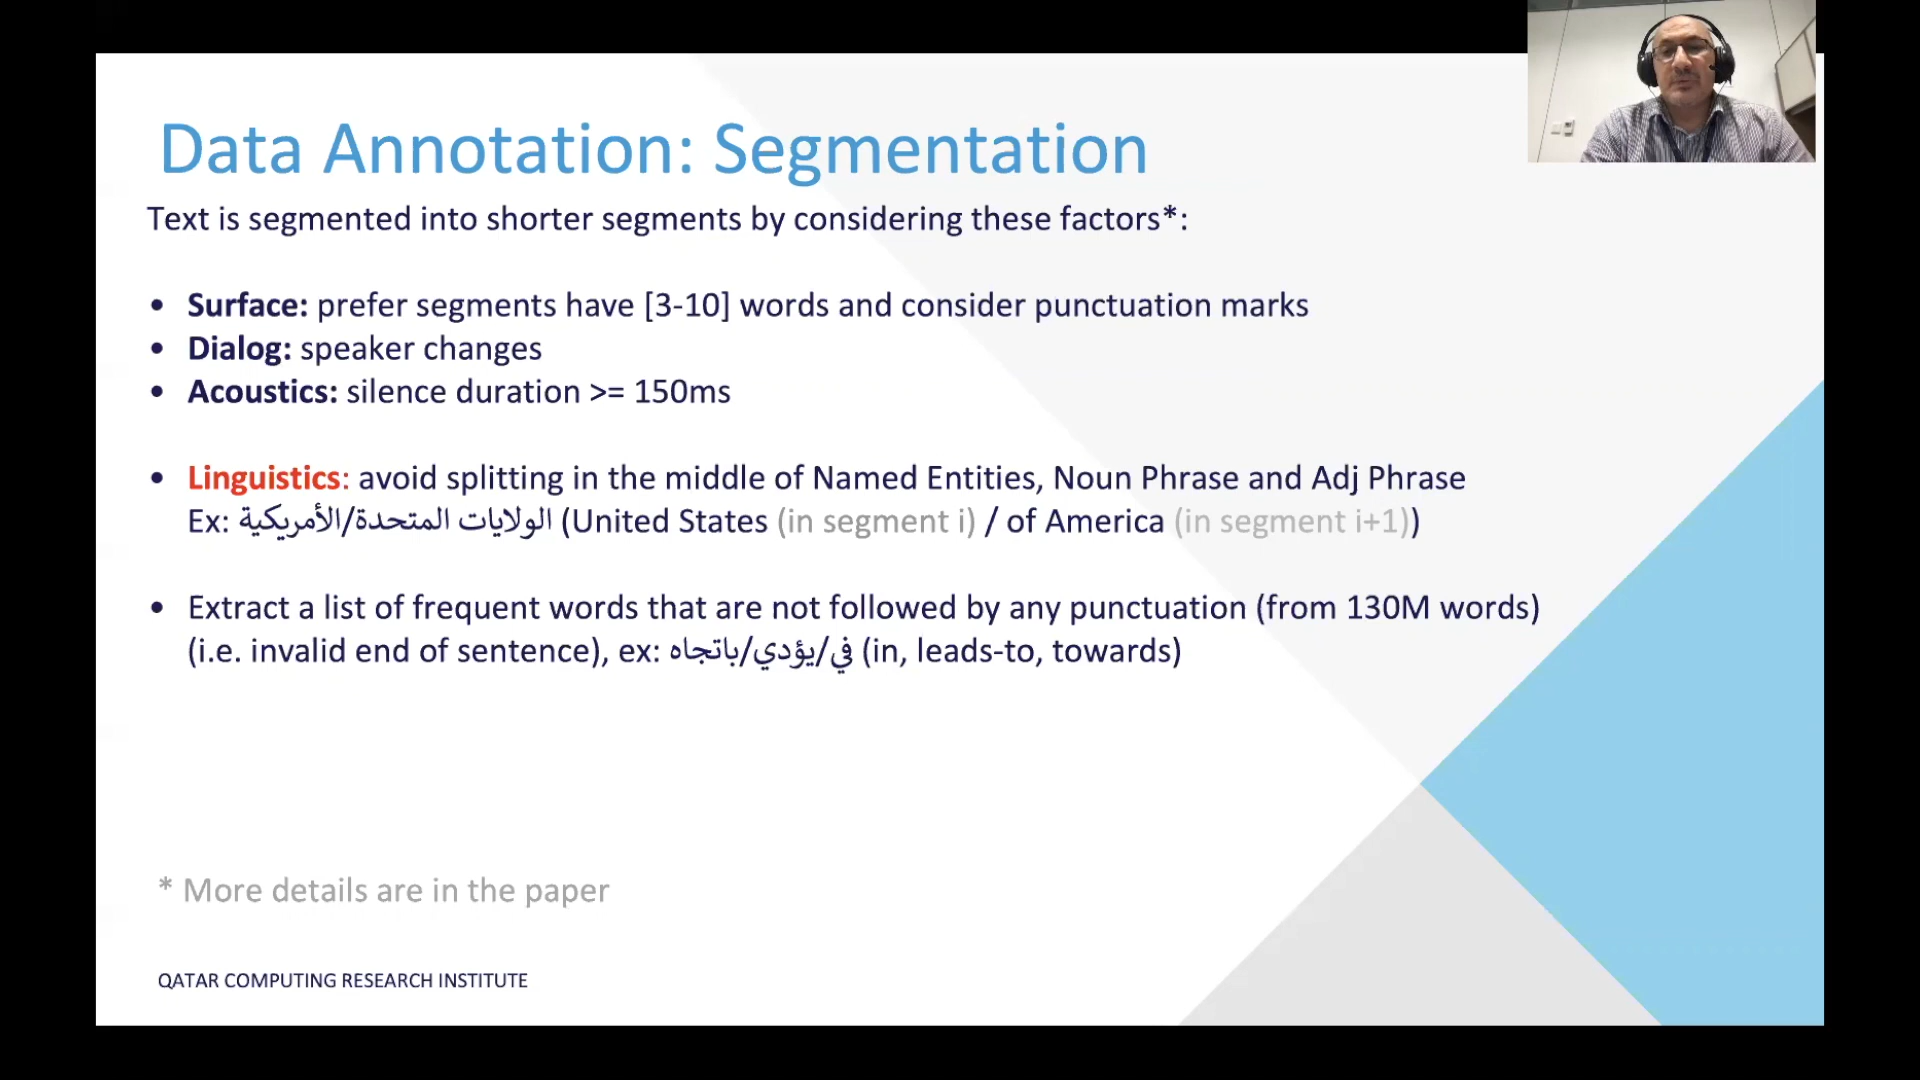 Data Annotation: Segmentation
Text is segmented into shorter segments by considering these factors*:
• Surface: prefer segments have [3-10] words and consider punctuation marks
• Dialog: speaker changes
• Acoustics: silence duration >= 150ms
• Linguistics: avoid splitting in the middle of Named Entities, Noun Phrase and Adj Phrase
Ex: الولايات المتحدة/الأمريكية (United States (in segment i) / of America (in segment i+1))
• Extract a list of frequent words that are not followed by any punctuation (from 130M words)
(i.e. invalid end of sentence), ex: في/يؤدي/باتجاه (in, leads-to, towards)
* More details are in the paper
QATAR COMPUTING RESEARCH INSTITUTE